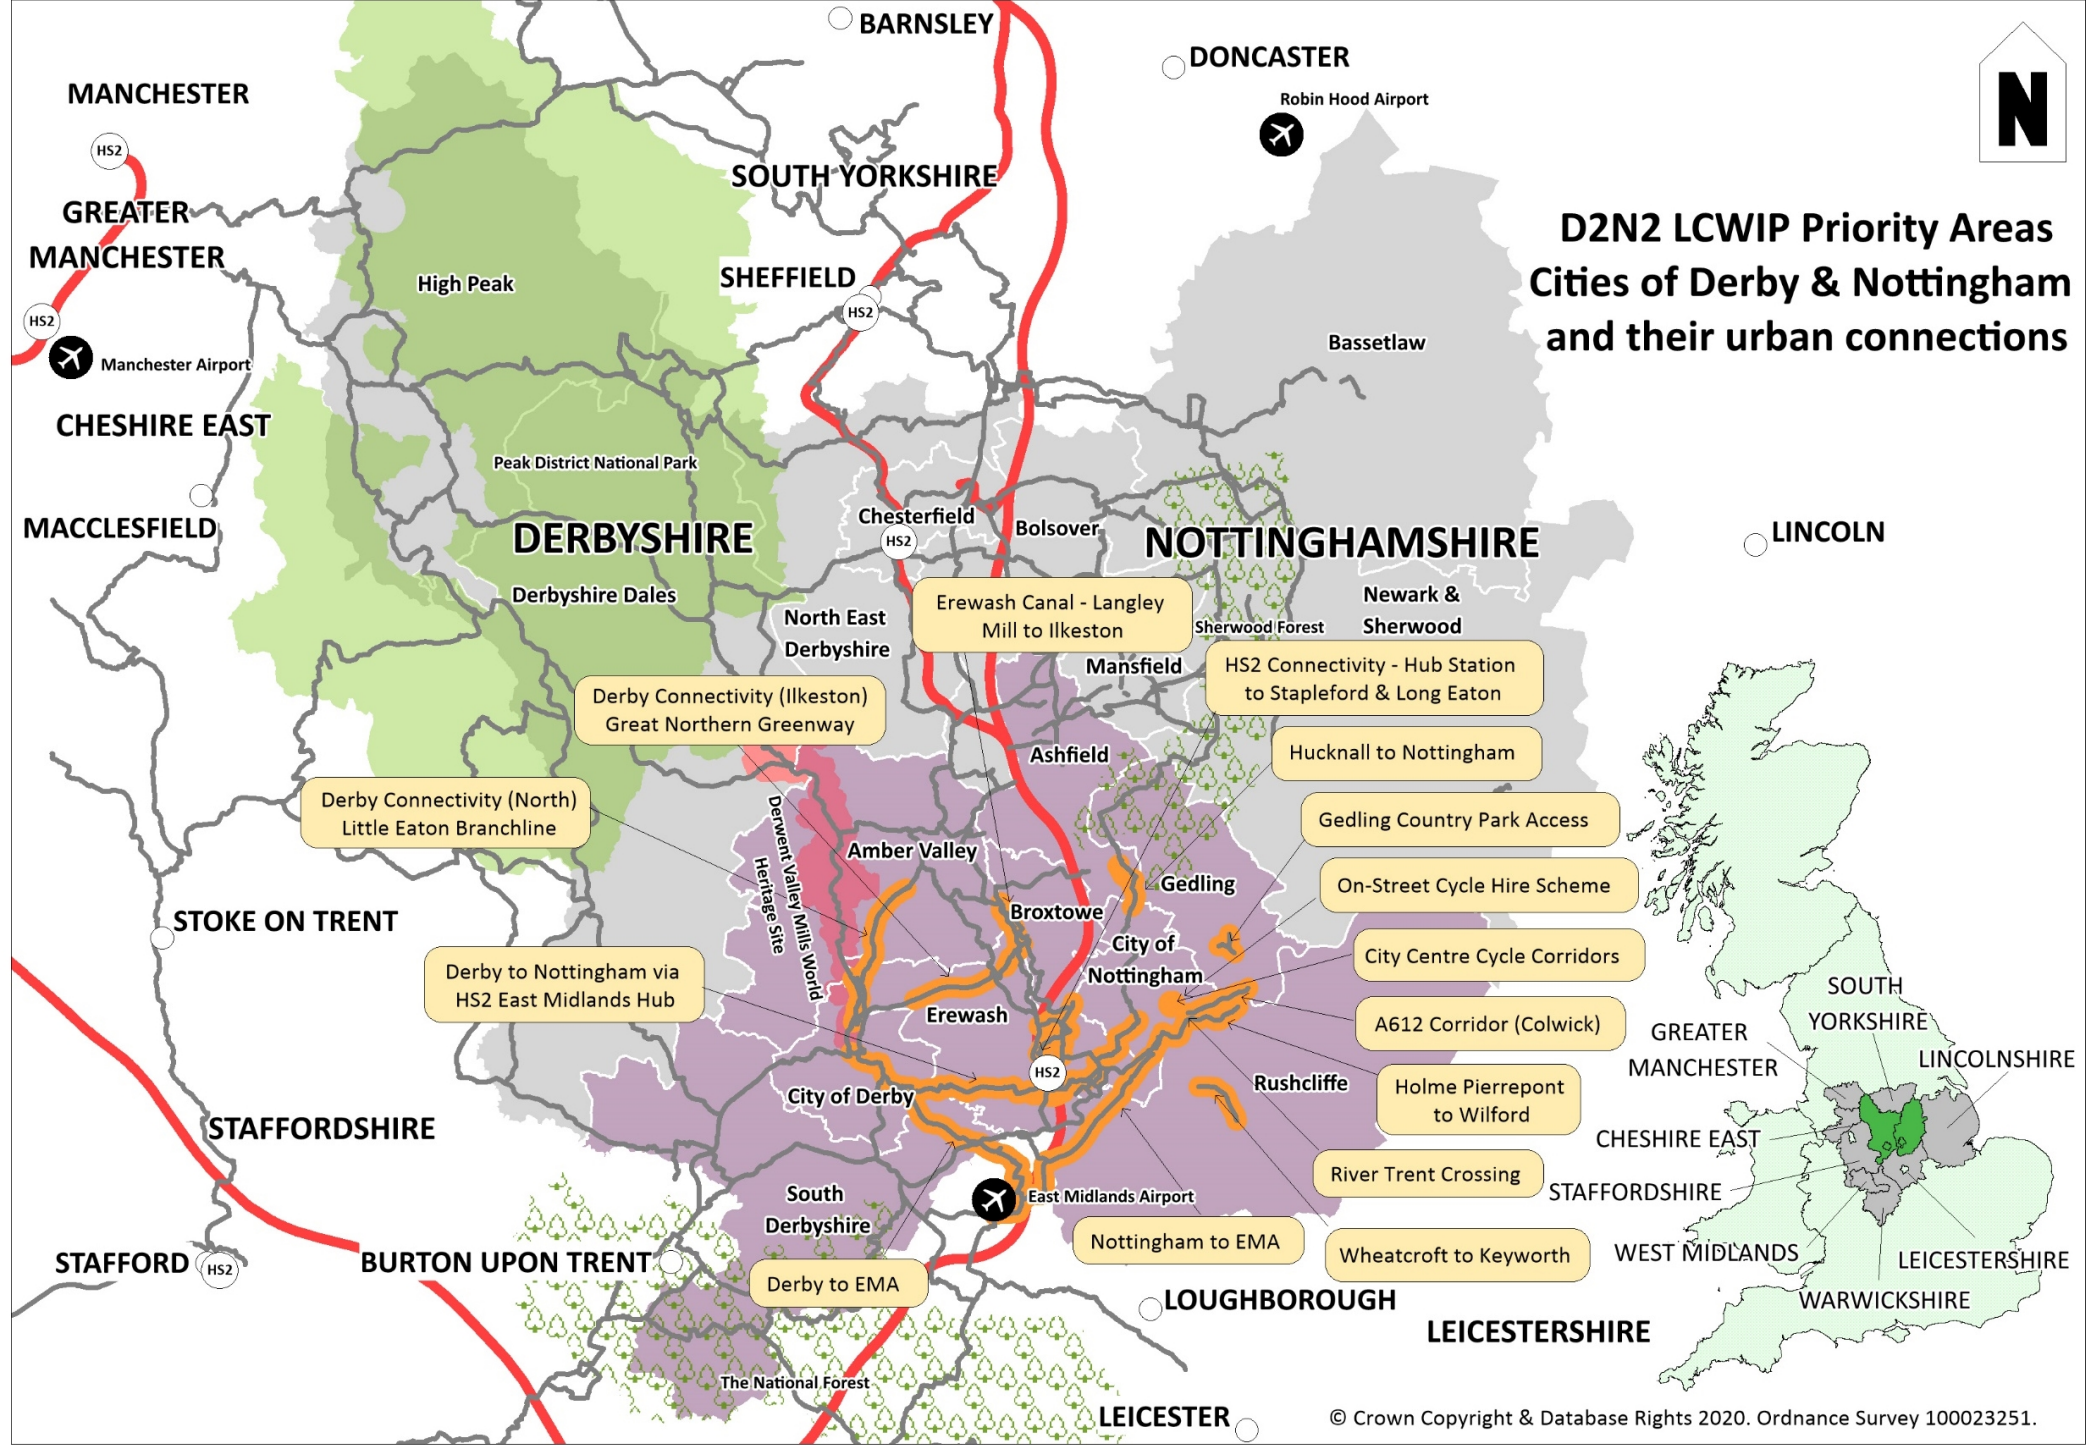 BARNSLEY
DONCASTER
Robin Hood Airport
N
MANCHESTER
HS2
SOUTH YORKSHIRE
GREATER
MANCHESTER
D2N2 LCWIP Priority Areas
Cities of Derby & Nottingham
and their urban connections
SHEFFIELD
HS2
High Peak
HS2
Manchester Airport
Bassetlaw
CHESHIRE EAST
Peak District National Park
MACCLESFIELD
DERBYSHIRE
Chesterfield
HS2
Bolsover
NOTTINGHAMSHIRE
LINCOLN
Derbyshire Dales
North East
Derbyshire
Erewash Canal - Langley
Mill to Ilkeston
Sherwood Forest
Newark &
Sherwood
Mansfield
HS2 Connectivity - Hub Station
to Stapleford & Long Eaton
Derby Connectivity (Ilkeston)
Great Northern Greenway
Ashfield
Hucknall to Nottingham
Derby Connectivity (North)
Little Eaton Branchline
Derwent Valley Mills World
Heritage Site
Amber Valley
Gedling Country Park Access
Gedling
On-Street Cycle Hire Scheme
STOKE ON TRENT
Broxtowe
City of
Nottingham
City Centre Cycle Corridors
Derby to Nottingham via
HS2 East Midlands Hub
Erewash
A612 Corridor (Colwick)
HS2
City of Derby
Rushcliffe
Holme Pierrepont
to Wilford
STAFFORDSHIRE
River Trent Crossing
South
Derbyshire
East Midlands Airport
Nottingham to EMA
Wheatcroft to Keyworth
STAFFORD
HS2
BURTON UPON TRENT
Derby to EMA
LOUGHBOROUGH
LEICESTERSHIRE
The National Forest
LEICESTER
SOUTH
YORKSHIRE
GREATER
MANCHESTER
LINCOLNSHIRE
CHESHIRE EAST
STAFFORDSHIRE
WEST MIDLANDS
LEICESTERSHIRE
WARWICKSHIRE
© Crown Copyright & Database Rights 2020. Ordnance Survey 100023251.